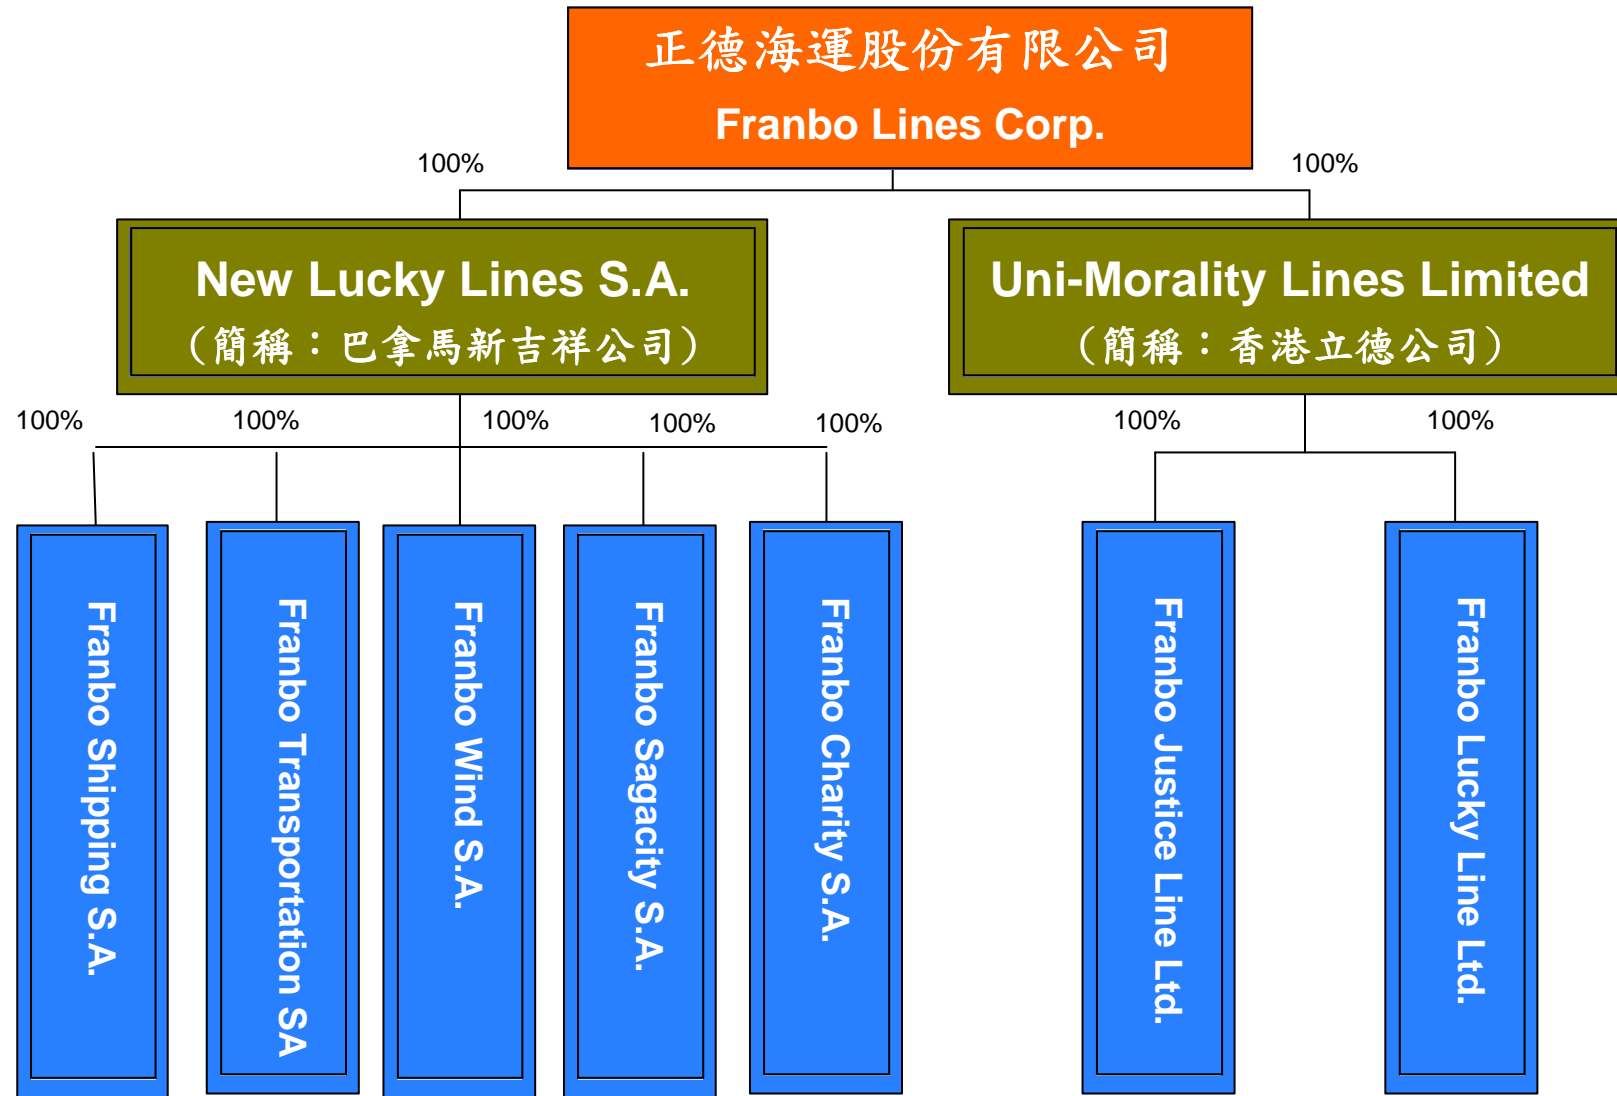 正德海運股份有限公司
Franbo Lines Corp.
100%
100%
New Lucky Lines S.A.
（簡稱：巴拿馬新吉祥公司）
Uni-Morality Lines Limited
（簡稱：香港立德公司）
100%
100%
100%
100%
100%
100%
100%
Franbo Shipping S.A.
Franbo Transportation SA
Franbo Wind S.A.
Franbo Sagacity S.A.
Franbo Charity S.A.
Franbo Justice Line Ltd.
Franbo Lucky Line Ltd.